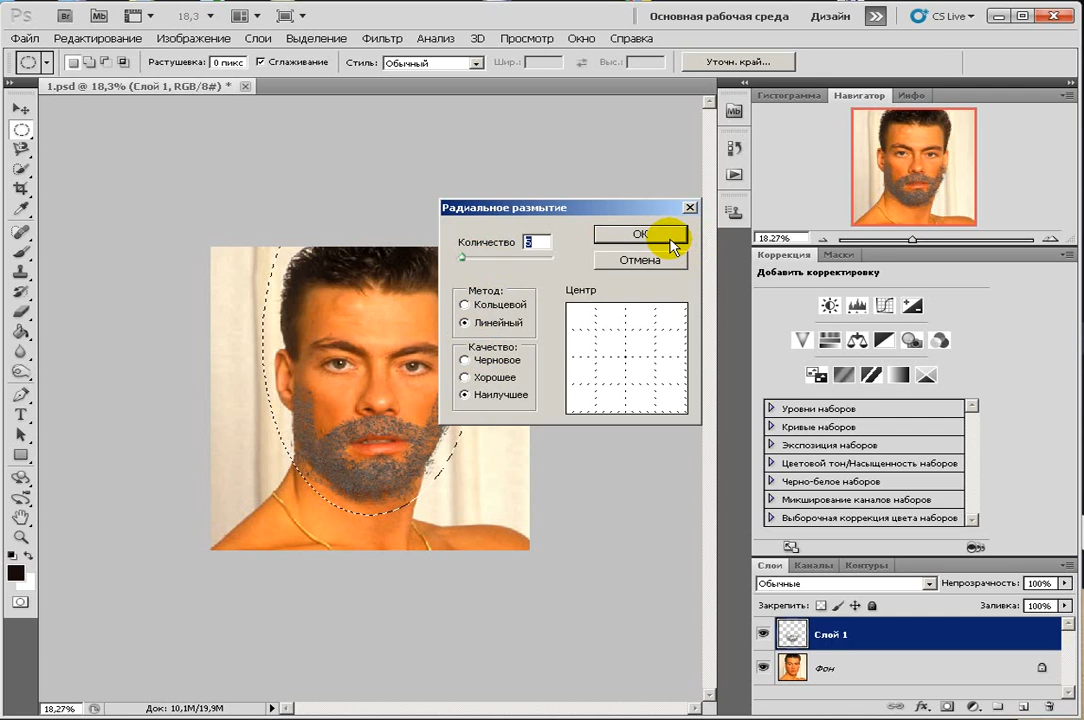 Ps Br Mb 18,3 Основная рабочая среда Дизайн CS Live
Файл Редактирование Изображение Слои Выделение Фильтр Анализ 3D Просмотр Окно Справка
Растушевка: 0 пикс Сглаживание Стиль: Обычный Шир.: Выс.: Уточн. край...
1.psd @ 18,3% (Слой 1, RGB/8#) *
Гистограмма Навигатор Инфо
Mb
18.27%
Радиальное размытие
Количество 5
ОК
Отмена
Метод:
Кольцевой
Линейный
Качество:
Черновое
Хорошее
Наилучшее
Центр
Коррекция Маски
Добавить корректировку
Уровни наборов
Кривые наборов
Экспозиция наборов
Цветовой тон/Насыщенность наборов
Черно-белое наборов
Микширование каналов наборов
Выборочная коррекция цвета наборов
Слои Каналы Контуры
Обычные Непрозрачность: 100%
Закрепить: Заливка: 100%
Слой 1
Фон
T
18,27% Док: 10,1M/19,9M
fx